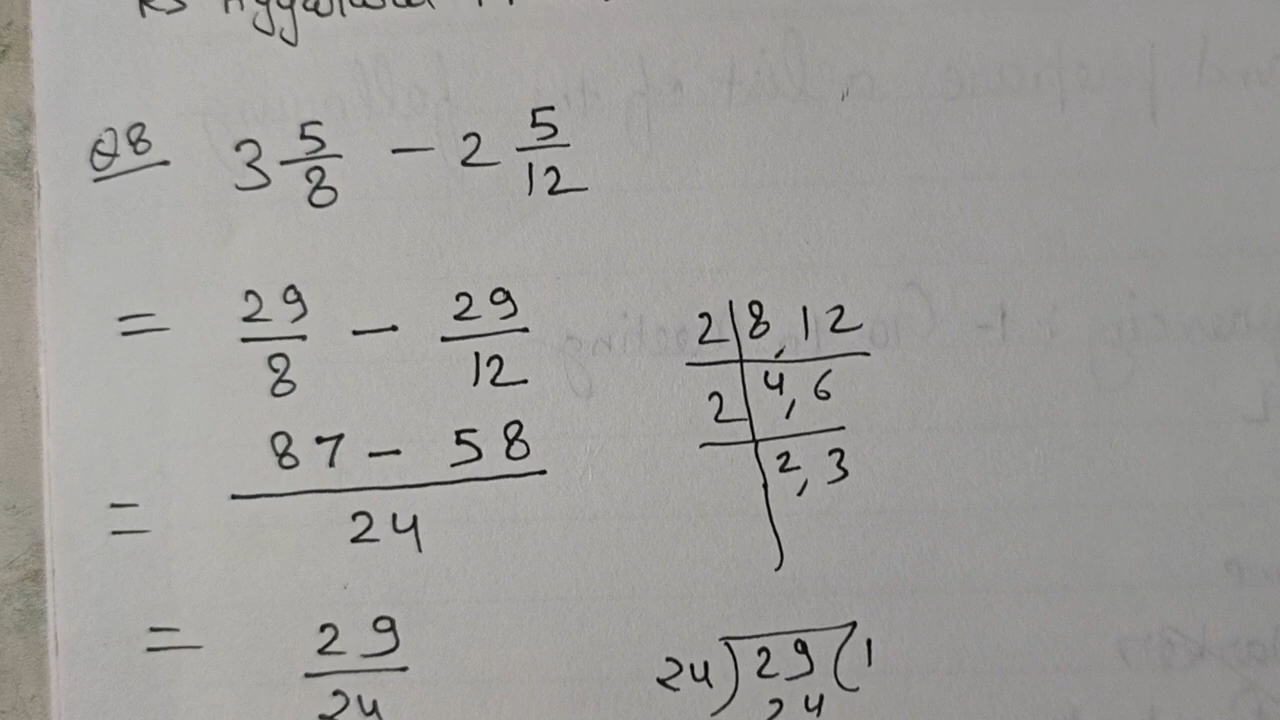 Q8 3 5/8 - 2 5/12
= 29/8 - 29/12
2 | 8, 12
2 | 4, 6
2, 3
= 87 - 58 / 24
= 29/24
24 ) 29 ( 1
24